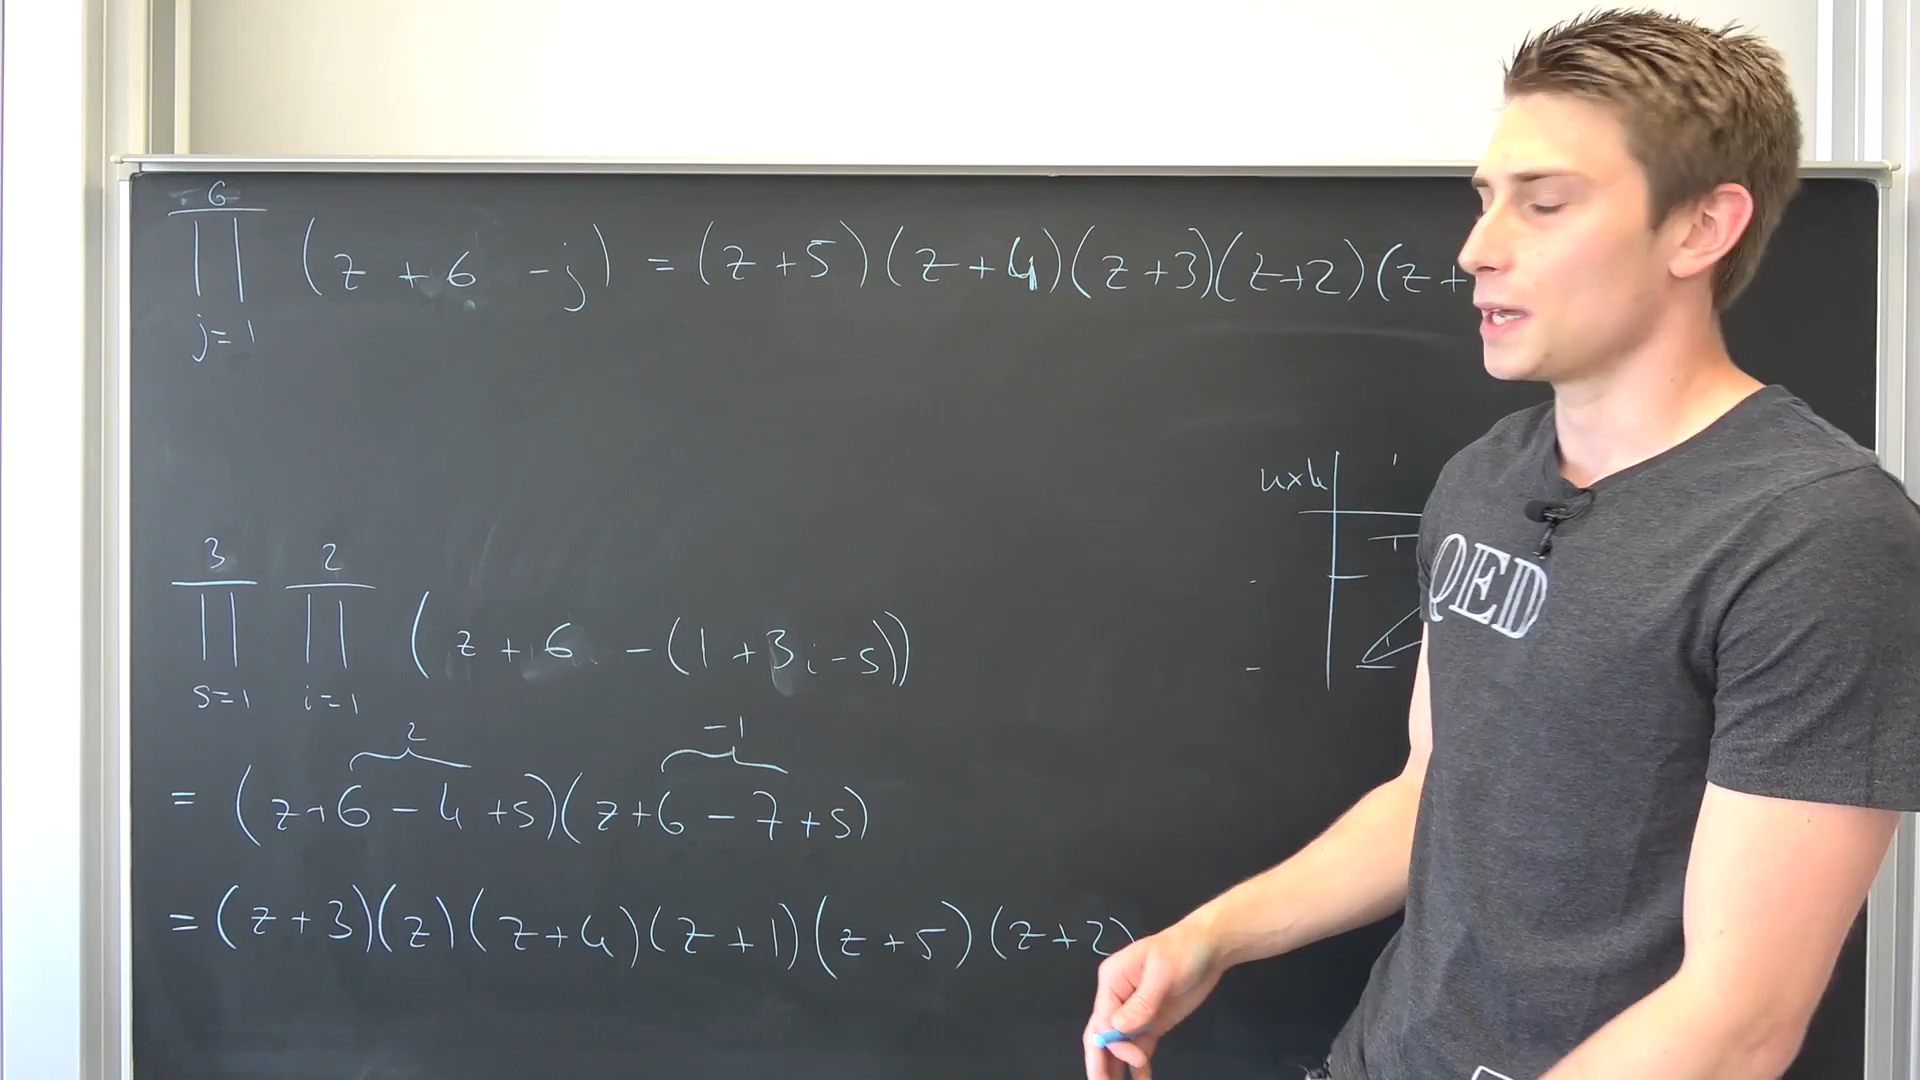 6
∏ (z + 6 - j) = (z+5)(z+4)(z+3)(z+2)(z+
j=1
n×k
QED
3 2
∏ ∏ (z + 6 - (1 + 3i - s))
s=1 i=1
2 -1
= (z+6-4+s)(z+6-7+s)
= (z+3)(z)(z+4)(z+1)(z+5)(z+2)